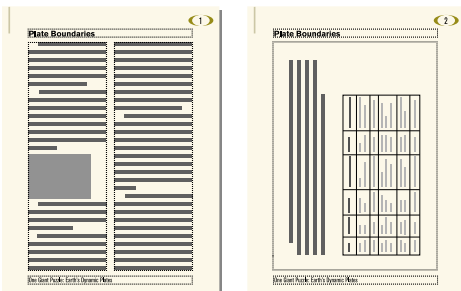 1
Plate Boundaries
One Giant Puzzle: Earth's Dynamic Plates
2
Plate Boundaries
One Giant Puzzle: Earth's Dynamic Plates